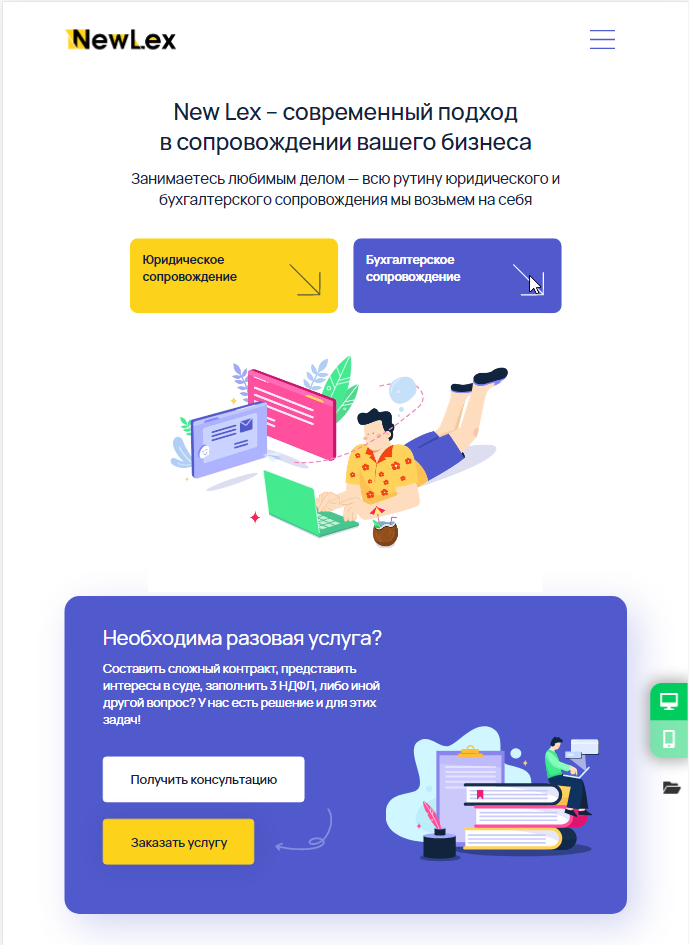 NewLex
New Lex – современный подход
в сопровождении вашего бизнеса
Занимаетесь любимым делом — всю рутину юридического и
бухгалтерского сопровождения мы возьмем на себя
Юридическое
сопровождение
Бухгалтерское
сопровождение
Необходима разовая услуга?
Составить сложный контракт, представить
интересы в суде, заполнить 3 НДФЛ, либо иной
другой вопрос? У нас есть решение и для этих
задач!
Получить консультацию
Заказать услугу